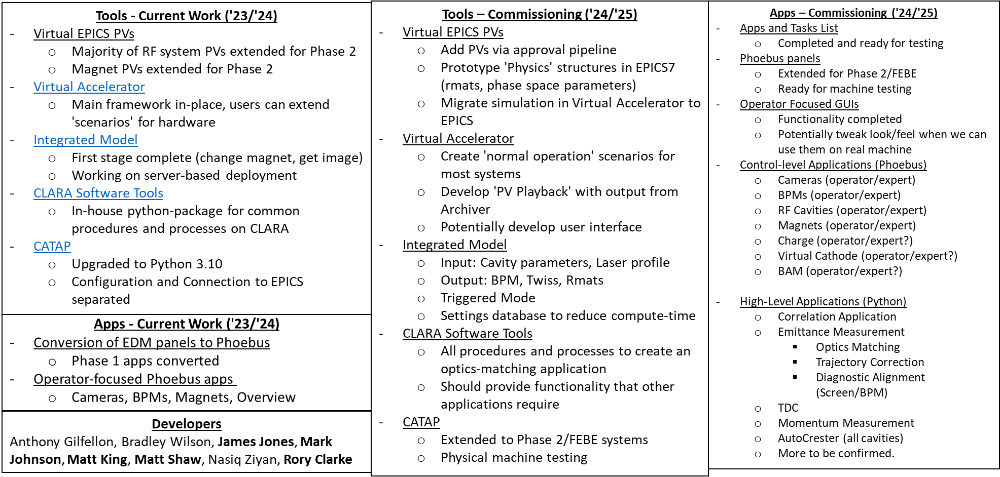 Tools - Current Work ('23/'24)
- Virtual EPICS PVs
o Majority of RF system PVs extended for Phase 2
o Magnet PVs extended for Phase 2
- Virtual Accelerator
o Main framework in-place, users can extend
'scenarios' for hardware
- Integrated Model
o First stage complete (change magnet, get image)
o Working on server-based deployment
- CLARA Software Tools
o In-house python-package for common
procedures and processes on CLARA
- CATAP
o Upgraded to Python 3.10
o Configuration and Connection to EPICS
separated
Apps - Current Work ('23/'24)
- Conversion of EDM panels to Phoebus
o Phase 1 apps converted
- Operator-focused Phoebus apps
o Cameras, BPMs, Magnets, Overview
Developers
Anthony Gilfellon, Bradley Wilson, James Jones, Mark
Johnson, Matt King, Matt Shaw, Nasiq Ziyan, Rory Clarke
Tools – Commissioning ('24/'25)
- Virtual EPICS PVs
o Add PVs via approval pipeline
o Prototype 'Physics' structures in EPICS7
(rmats, phase space parameters)
o Migrate simulation in Virtual Accelerator to
EPICS
- Virtual Accelerator
o Create 'normal operation' scenarios for
most systems
o Develop 'PV Playback' with output from
Archiver
o Potentially develop user interface
- Integrated Model
o Input: Cavity parameters, Laser profile
o Output: BPM, Twiss, Rmats
o Triggered Mode
o Settings database to reduce compute-time
- CLARA Software Tools
o All procedures and processes to create an
optics-matching application
o Should provide functionality that other
applications require
- CATAP
o Extended to Phase 2/FEBE systems
o Physical machine testing
Apps – Commissioning ('24/'25)
- Apps and Tasks List
o Completed and ready for testing
- Phoebus panels
o Extended for Phase 2/FEBE
o Ready for machine testing
- Operator Focused GUIs
o Functionality completed
o Potentially tweak look/feel when we can
use them on real machine
- Control-level Applications (Phoebus)
o Cameras (operator/expert)
o BPMs (operator/expert)
o RF Cavities (operator/expert)
o Magnets (operator/expert)
o Charge (operator/expert?)
o Virtual Cathode (operator/expert?)
o BAM (operator/expert?)
- High-Level Applications (Python)
o Correlation Application
o Emittance Measurement
▪ Optics Matching
▪ Trajectory Correction
▪ Diagnostic Alignment
(Screen/BPM)
o TDC
o Momentum Measurement
o AutoCrester (all cavities)
o More to be confirmed.